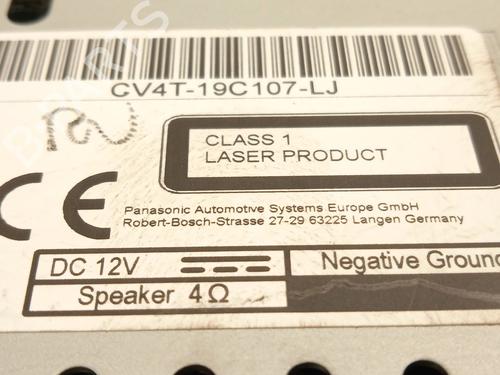 B-PARTS
CV4T-19C107-LJ
CLASS 1
LASER PRODUCT
CE
Panasonic Automotive Systems Europe GmbH
Robert-Bosch-Strasse 27-29 63225 Langen Germany
DC 12V
Negative Ground
Speaker 4Ω